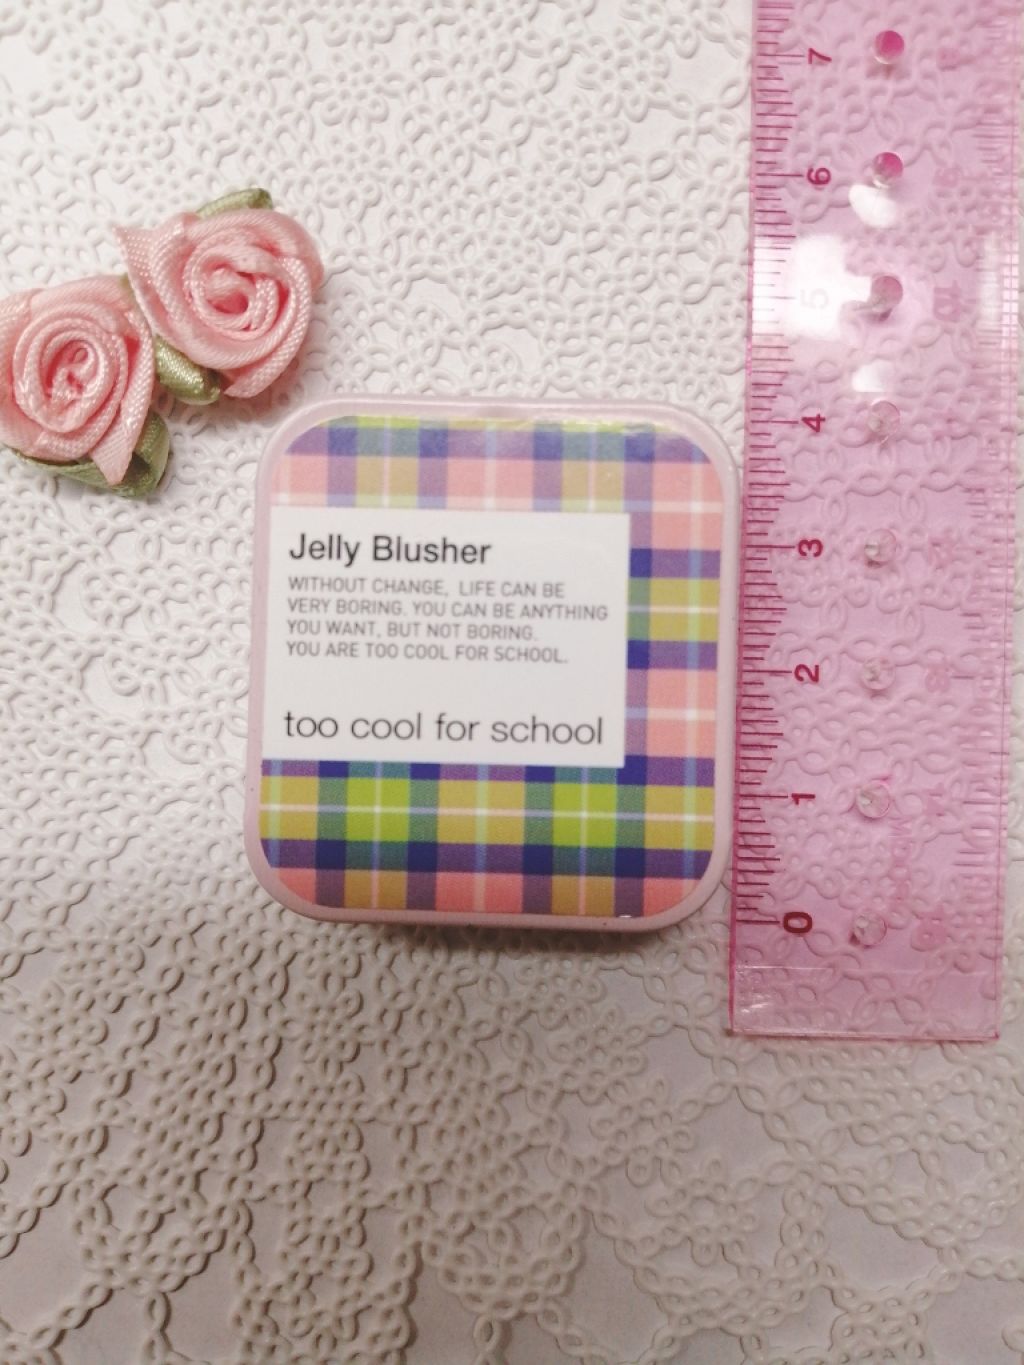 Jelly Blusher
WITHOUT CHANGE, LIFE CAN BE
VERY BORING. YOU CAN BE ANYTHING
YOU WANT, BUT NOT BORING.
YOU ARE TOO COOL FOR SCHOOL.
too cool for school
7
6
5
4
3
2
1
0